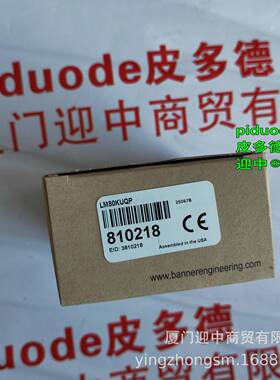 piduode皮多德
厦门迎中商贸有限
piduode
皮多德
迎中®
LM80KUQP
25087B
810218
CE
EID: 3810218
Assembled in the USA
www.bannerengineering.com
厦门迎中商贸有限
yingzhongsm.1688.com